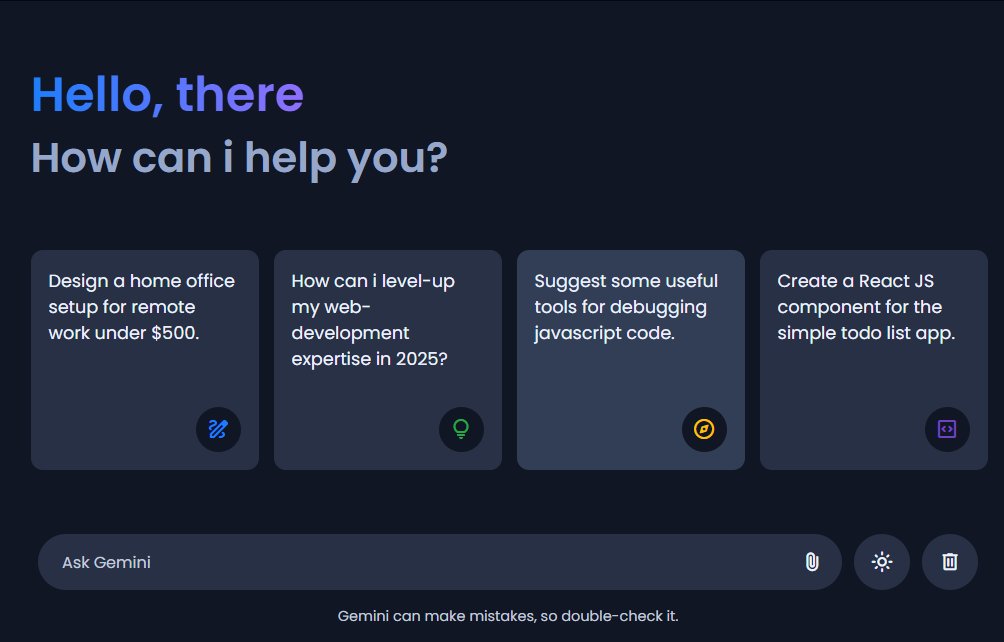 Hello, there
How can i help you?
Design a home office
setup for remote
work under $500.
How can i level-up
my web-
development
expertise in 2025?
Suggest some useful
tools for debugging
javascript code.
Create a React JS
component for the
simple todo list app.
Ask Gemini
Gemini can make mistakes, so double-check it.